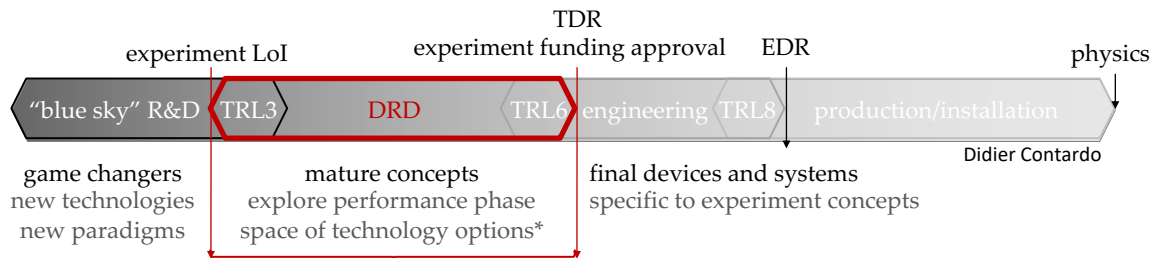 TDR
experiment LoI
experiment funding approval
EDR
physics
“blue sky” R&D
TRL3
DRD
TRL6
engineering
TRL8
production/installation
Didier Contardo
game changers
new technologies
new paradigms
mature concepts
explore performance phase
space of technology options*
final devices and systems
specific to experiment concepts